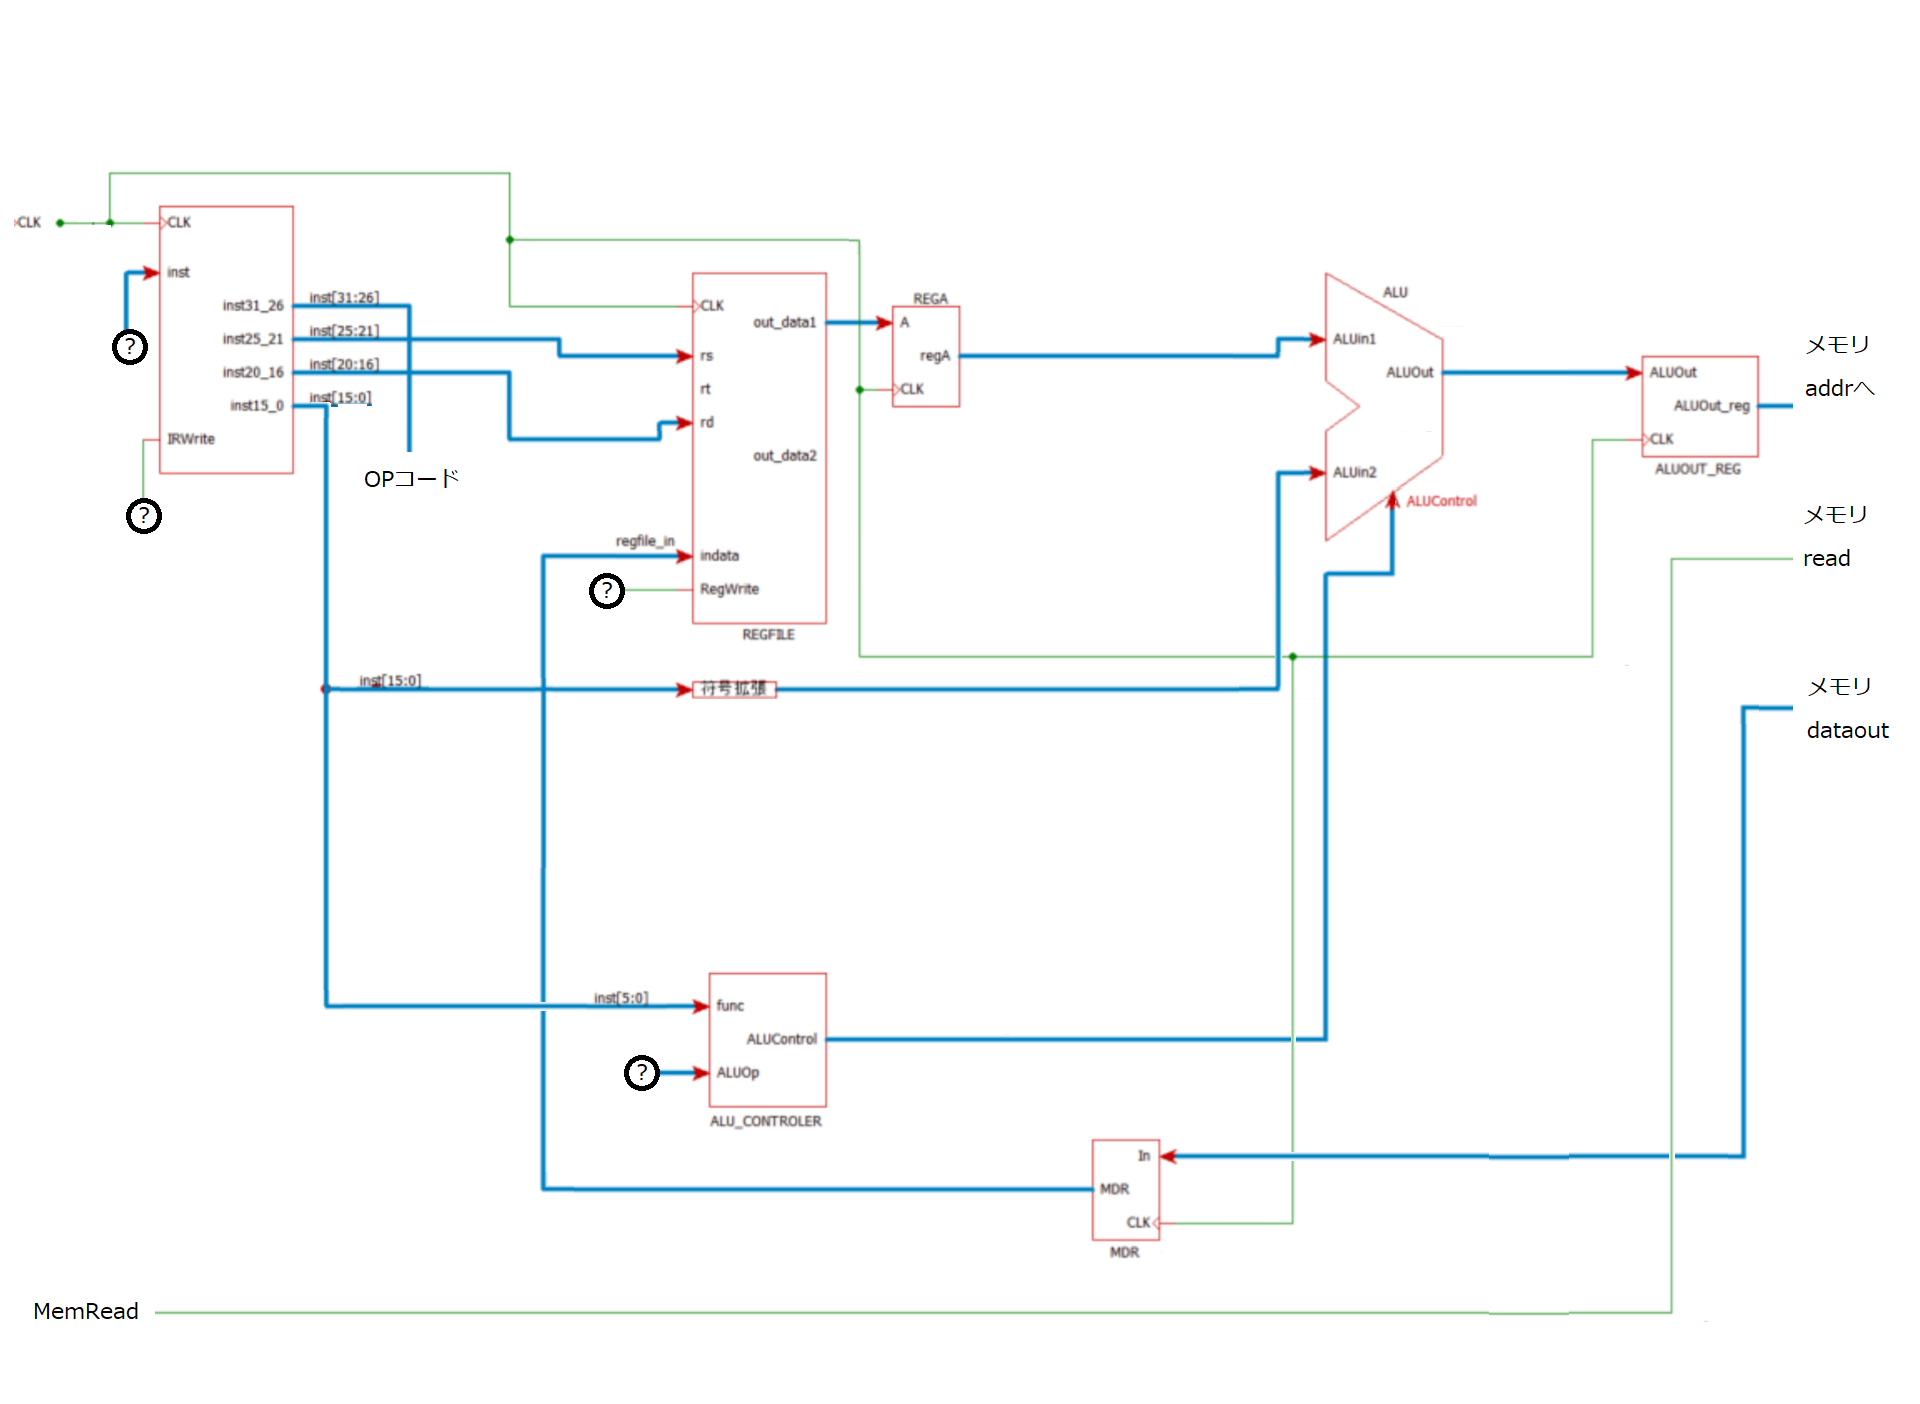 CLK
CLK
inst
inst31_26
inst25_21
inst20_16
inst15_0
IRWrite
?
?
inst[31:26]
inst[25:21]
inst[20:16]
inst[15:0]
OPコード
CLK
rs
rt
rd
out_data1
out_data2
regfile_in
indata
RegWrite
?
REGFILE
REGA
A
regA
CLK
ALU
ALUin1
ALUOut
ALUin2
ALUControl
ALUOut
ALUOut_reg
CLK
ALUOUT_REG
メモリ
addrへ
メモリ
read
メモリ
dataout
inst[15:0]
符号拡張
inst[5:0]
func
ALUControl
ALUOp
?
ALU_CONTROLER
In
MDR
CLK
MDR
MemRead